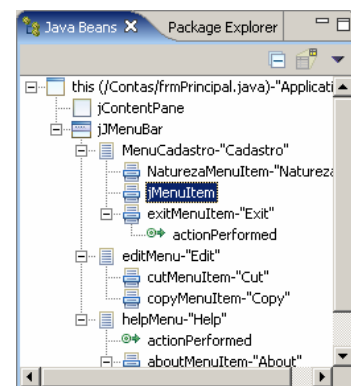 Java Beans Package Explorer
this (/Contas/frmPrincipal.java)-"Applicati
jContentPane
jJMenuBar
MenuCadastro-"Cadastro"
NaturezaMenuItem-"Natureza
jMenuItem
exitMenuItem-"Exit"
actionPerformed
editMenu-"Edit"
cutMenuItem-"Cut"
copyMenuItem-"Copy"
helpMenu-"Help"
actionPerformed
aboutMenuItem-"About"